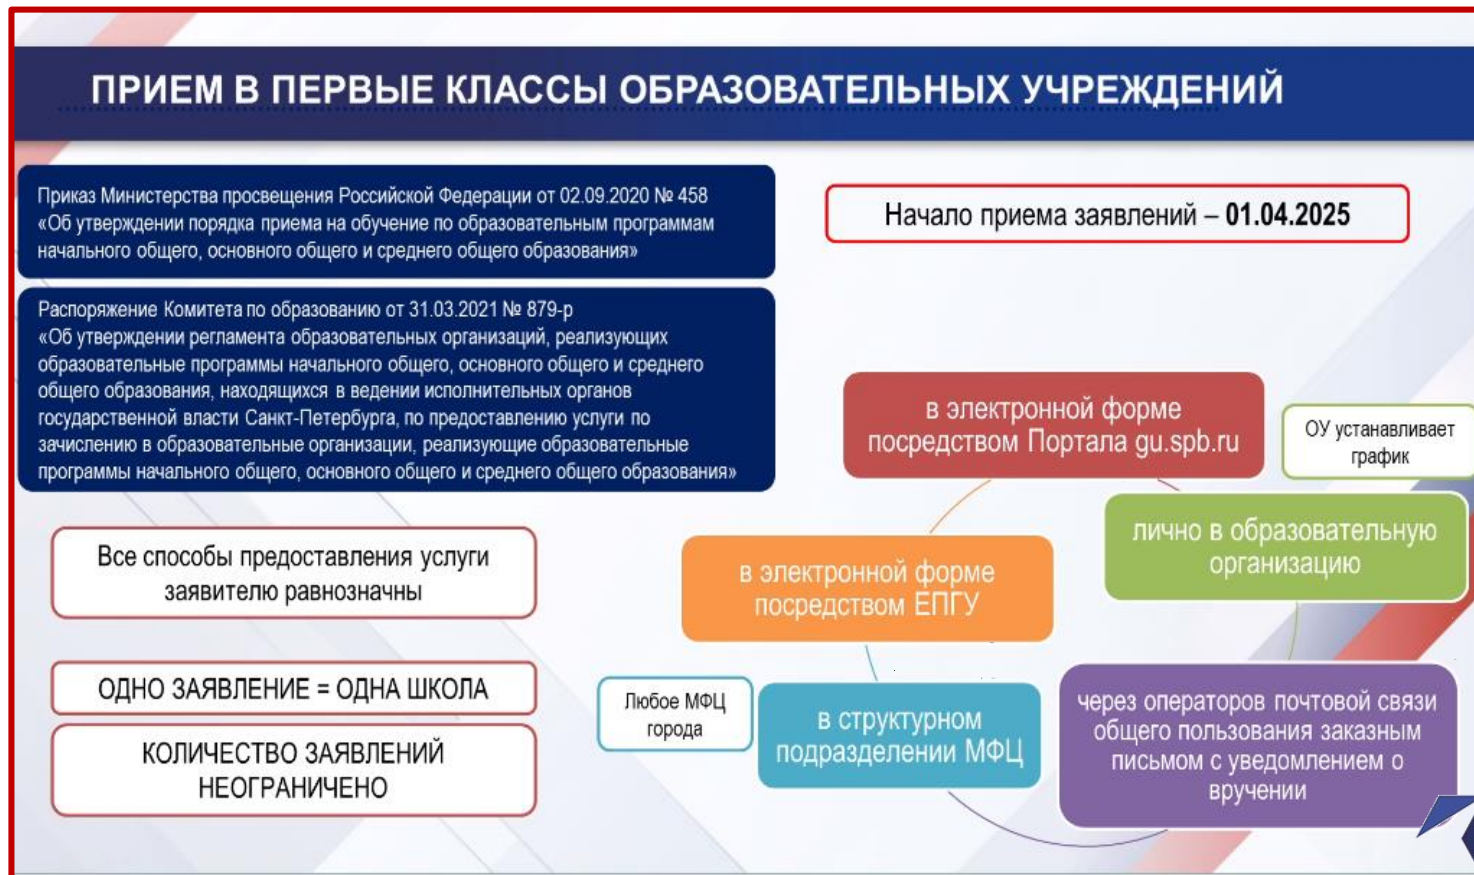 ПРИЕМ В ПЕРВЫЕ КЛАССЫ ОБРАЗОВАТЕЛЬНЫХ УЧРЕЖДЕНИЙ
Приказ Министерства просвещения Российской Федерации от 02.09.2020 № 458
«Об утверждении порядка приема на обучение по образовательным программам
начального общего, основного общего и среднего общего образования»
Начало приема заявлений – 01.04.2025
Распоряжение Комитета по образованию от 31.03.2021 № 879-р
«Об утверждении регламента образовательных организаций, реализующих
образовательные программы начального общего, основного общего и среднего
общего образования, находящихся в ведении исполнительных органов
государственной власти Санкт-Петербурга, по предоставлению услуги по
зачислению в образовательные организации, реализующие образовательные
программы начального общего, основного общего и среднего общего образования»
в электронной форме
посредством Портала gu.spb.ru
ОУ устанавливает
график
лично в образовательную
организацию
Все способы предоставления услуги
заявителю равнозначны
в электронной форме
посредством ЕПГУ
ОДНО ЗАЯВЛЕНИЕ = ОДНА ШКОЛА
КОЛИЧЕСТВО ЗАЯВЛЕНИЙ
НЕОГРАНИЧЕНО
Любое МФЦ
города
в структурном
подразделении МФЦ
через операторов почтовой связи
общего пользования заказным
письмом с уведомлением о
вручении